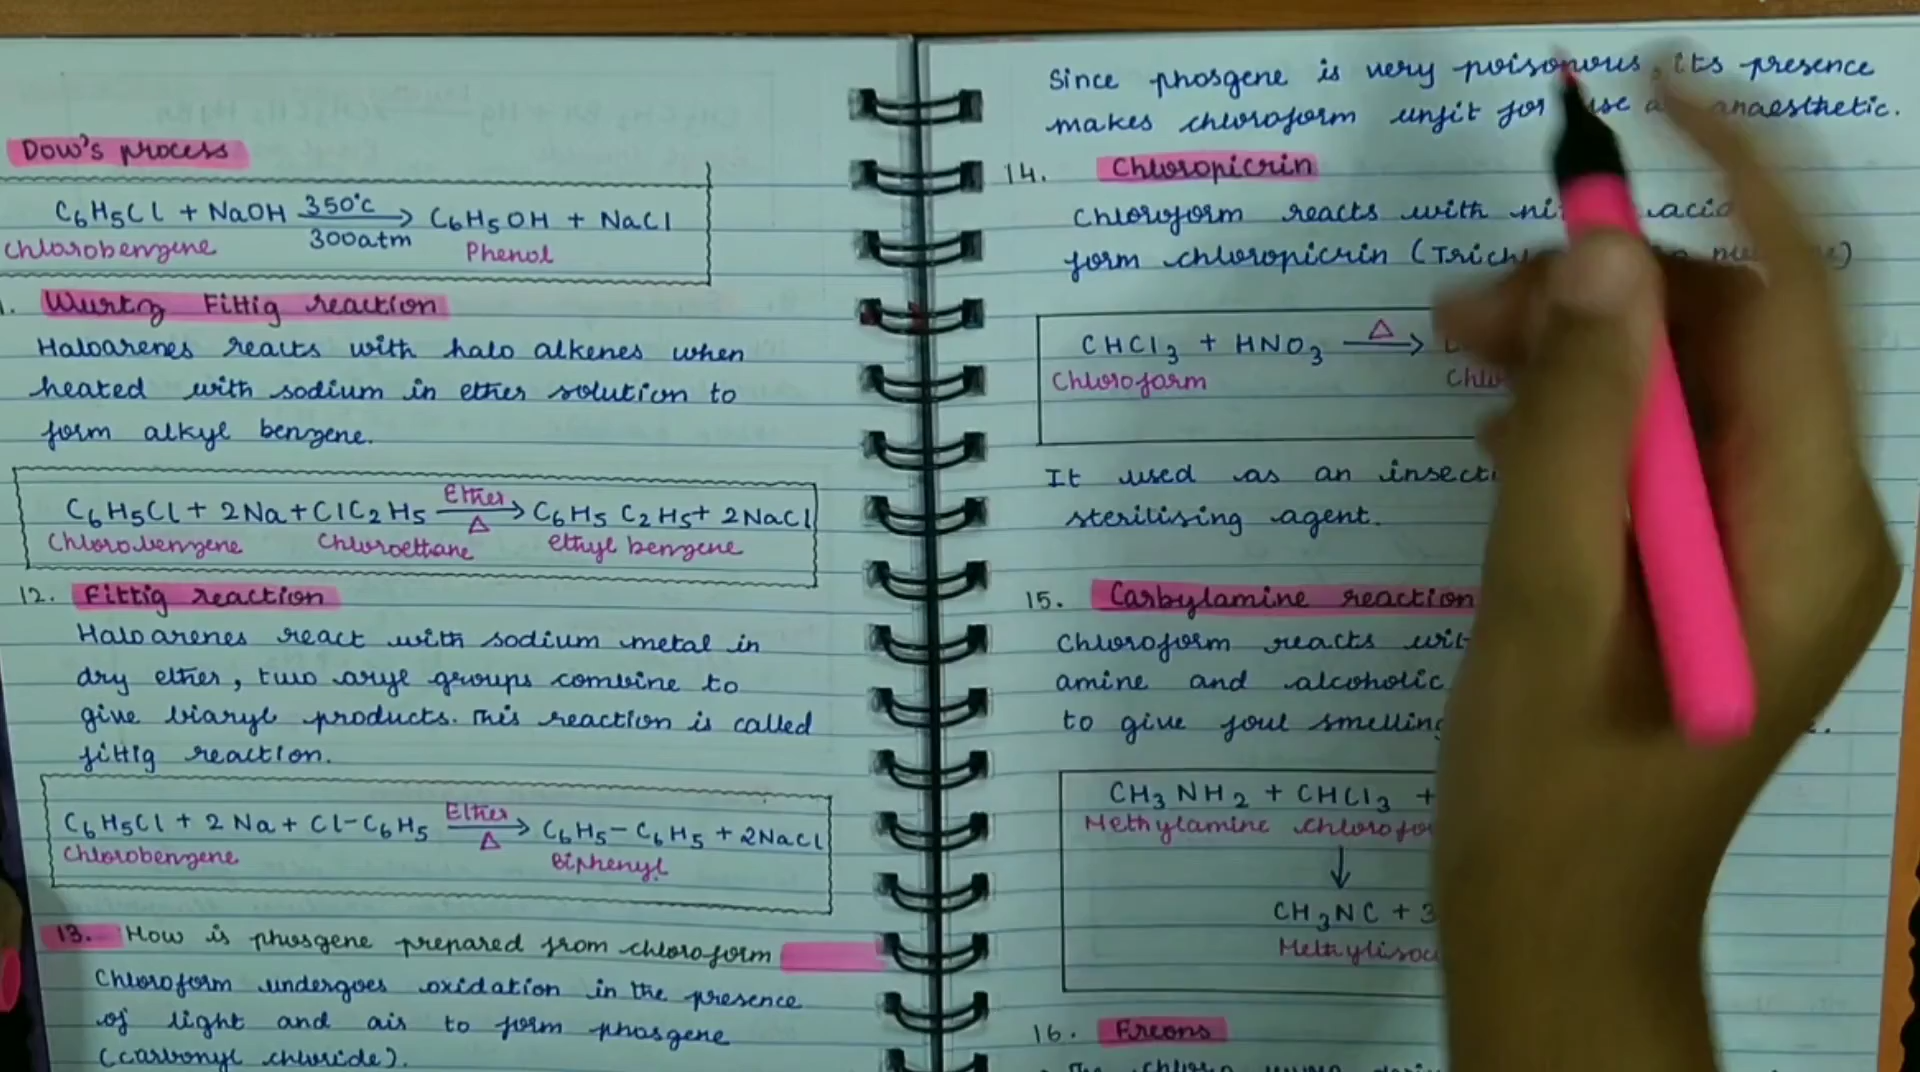 Dow's process
C6H5Cl + NaOH 350°C → 300atm C6H5OH + NaCl
Chlorobenzene Phenol
1. Wurtz Fittig reaction
Haloarenes reacts with halo alkenes when
heated with sodium in ether solution to
form alkyl benzene.
C6H5Cl + 2Na + ClC2H5 Ether → Δ C6H5 C2H5 + 2NaCl
Chlorobenzene Chloroethane ethyl benzene
12. Fittig reaction
Haloarenes react with sodium metal in
dry ether, two aryl groups combine to
give biaryl products. This reaction is called
fittig reaction.
C6H5Cl + 2Na + Cl-C6H5 Ether → Δ C6H5-C6H5 + 2NaCl
Chlorobenzene Biphenyl
13. How is phosgene prepared from chloroform
Chloroform undergoes oxidation in the presence
of light and air to form phosgene
(carbonyl chloride).
Since phosgene is very poisonous, its presence
makes chloroform unfit for use anaesthetic.
14. Chloropicrin
Chloroform reacts with acid
form chloropicrin
CHCl3 + HNO3 Δ →
Chloroform
It used as an
sterilising agent.
15. Carbylamine reaction
Chloroform reacts
amine and alcoholic
to give foul smelling
CH3NH2 + CHCl3 +
Methylamine
↓
CH3NC + 3
16. Freons